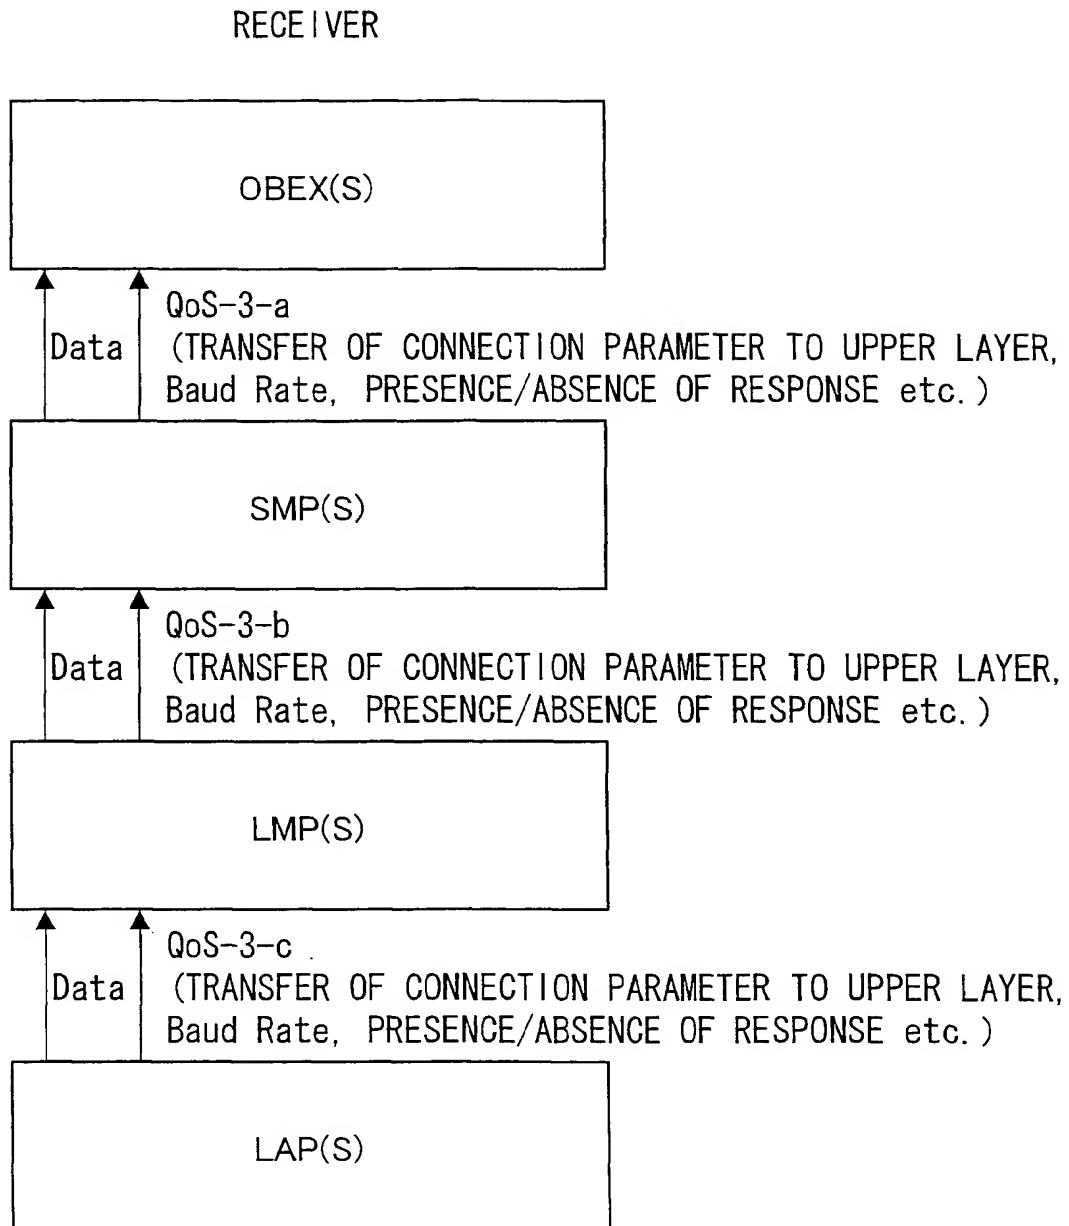 RECEIVER
OBEX(S)
QoS-3-a
Data (TRANSFER OF CONNECTION PARAMETER TO UPPER LAYER,
Baud Rate, PRESENCE/ABSENCE OF RESPONSE etc.)
SMP(S)
QoS-3-b
Data (TRANSFER OF CONNECTION PARAMETER TO UPPER LAYER,
Baud Rate, PRESENCE/ABSENCE OF RESPONSE etc.)
LMP(S)
QoS-3-c
Data (TRANSFER OF CONNECTION PARAMETER TO UPPER LAYER,
Baud Rate, PRESENCE/ABSENCE OF RESPONSE etc.)
LAP(S)